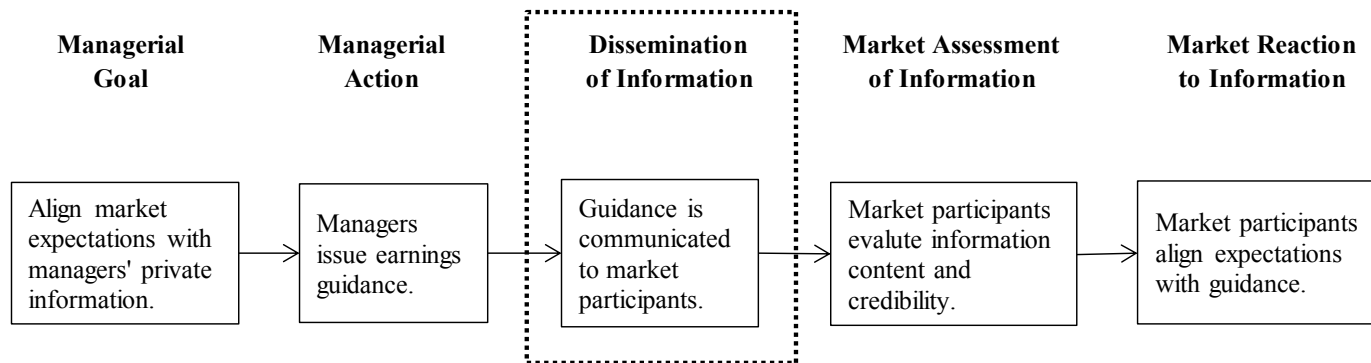 Managerial
Goal
Managerial
Action
Dissemination
of Information
Market Assessment
of Information
Market Reaction
to Information
Align market
expectations with
managers' private
information.
Managers
issue earnings
guidance.
Guidance is
communicated
to market
participants.
Market participants
evalute information
content and
credibility.
Market participants
align expectations
with guidance.